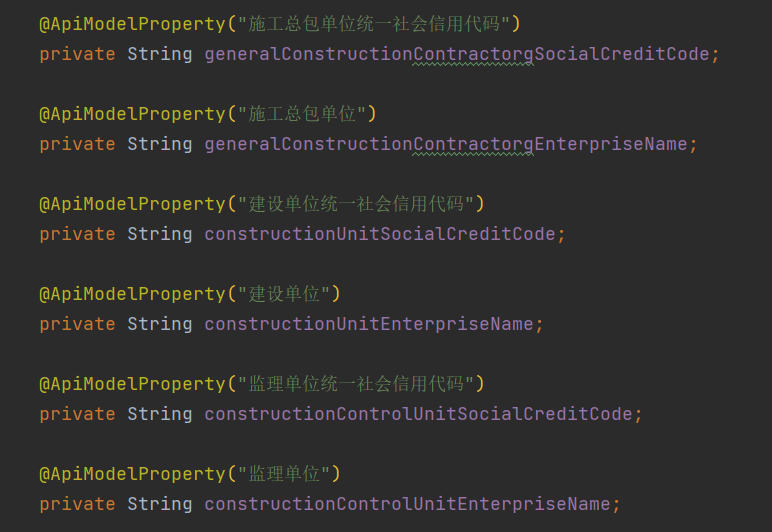 @ApiModelProperty("施工总包单位统一社会信用代码")
private String generalConstructionContractorgSocialCreditCode;
@ApiModelProperty("施工总包单位")
private String generalConstructionContractorgEnterpriseName;
@ApiModelProperty("建设单位统一社会信用代码")
private String constructionUnitSocialCreditCode;
@ApiModelProperty("建设单位")
private String constructionUnitEnterpriseName;
@ApiModelProperty("监理单位统一社会信用代码")
private String constructionControlUnitSocialCreditCode;
@ApiModelProperty("监理单位")
private String constructionControlUnitEnterpriseName;